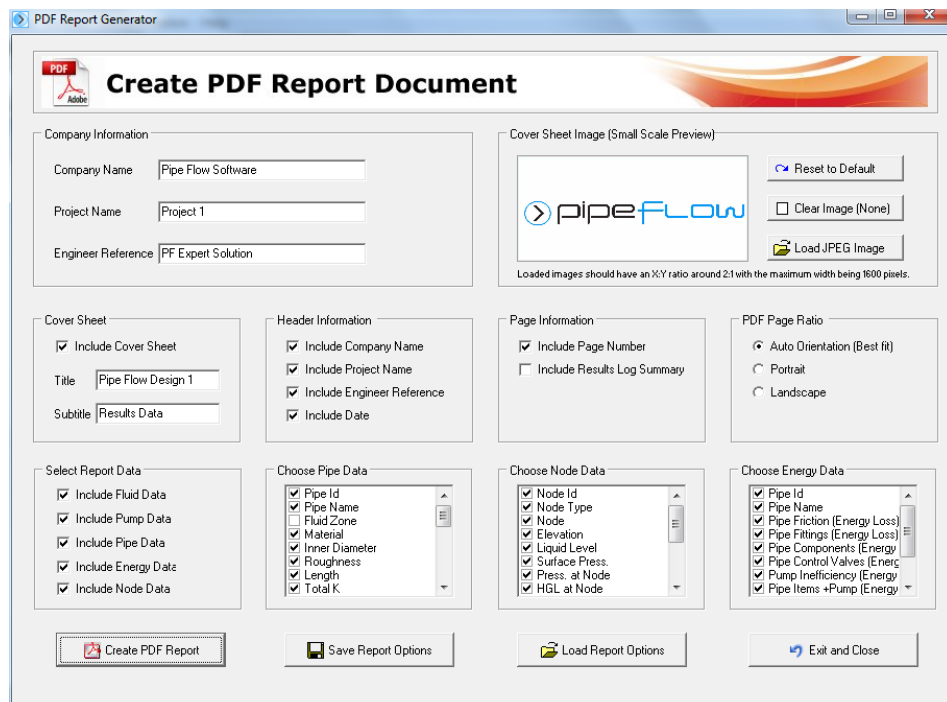 PDF Report Generator
PDF
Adobe
Create PDF Report Document
Company Information
Company Name
Pipe Flow Software
Project Name
Project 1
Engineer Reference
PF Expert Solution
Cover Sheet Image (Small Scale Preview)
pipeflow
Reset to Default
Clear Image (None)
Load JPEG Image
Loaded images should have an X:Y ratio around 2:1 with the maximum width being 1600 pixels.
Cover Sheet
Include Cover Sheet
Title
Pipe Flow Design 1
Subtitle
Results Data
Header Information
Include Company Name
Include Project Name
Include Engineer Reference
Include Date
Page Information
Include Page Number
Include Results Log Summary
PDF Page Ratio
Auto Orientation (Best fit)
Portrait
Landscape
Select Report Data
Include Fluid Data
Include Pump Data
Include Pipe Data
Include Energy Data
Include Node Data
Choose Pipe Data
Pipe Id
Pipe Name
Fluid Zone
Material
Inner Diameter
Roughness
Length
Total K
Choose Node Data
Node Id
Node Type
Node
Elevation
Liquid Level
Surface Press.
Press. at Node
HGL at Node
Choose Energy Data
Pipe Id
Pipe Name
Pipe Friction (Energy Loss)
Pipe Fittings (Energy Loss)
Pipe Components (Energy
Pipe Control Valves (Energ
Pump Inefficiency (Energy
Pipe Items +Pump (Energy
Create PDF Report
Save Report Options
Load Report Options
Exit and Close